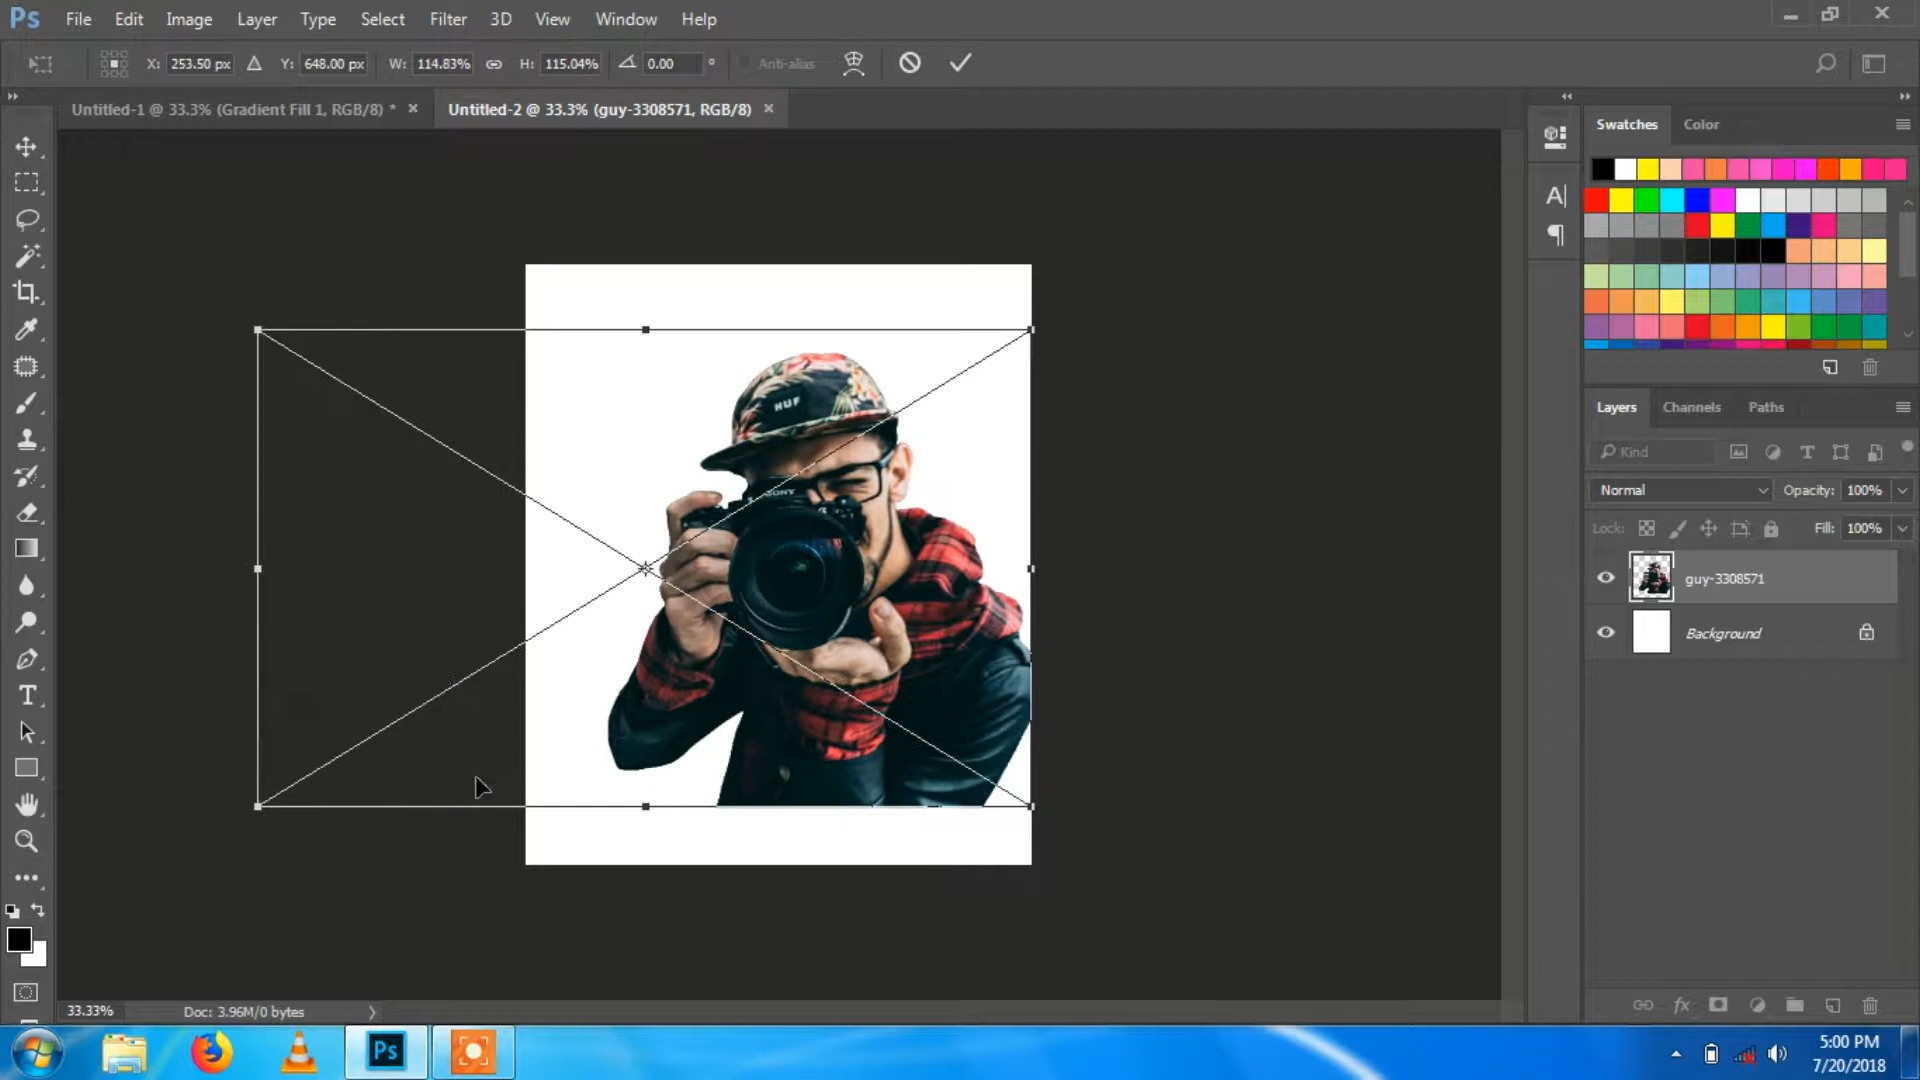 Ps File Edit Image Layer Type Select Filter 3D View Window Help
X: 253.50 px Y: 648.00 px W: 114.83% H: 115.04% 0.00 ° Anti-alias
Untitled-1 @ 33.3% (Gradient Fill 1, RGB/8) * × Untitled-2 @ 33.3% (guy-3308571, RGB/8) ×
Swatches Color
HUF
SONY
Layers Channels Paths
Kind
Normal Opacity: 100%
Lock: Fill: 100%
guy-3308571
Background
33.33% Doc: 3.96M/0 bytes
Ps
5:00 PM
7/20/2018